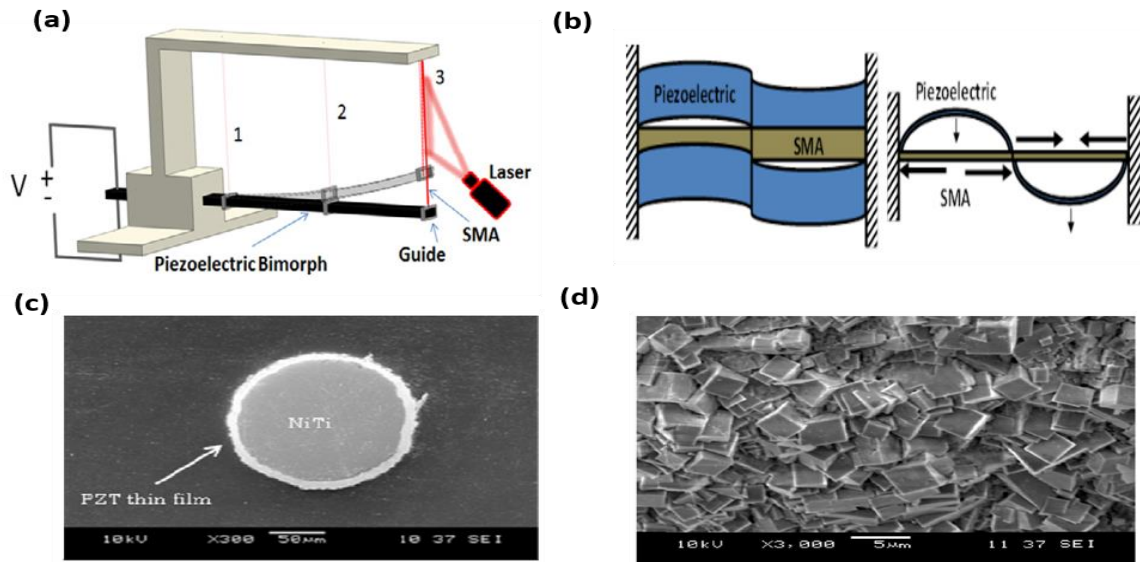 (a)
3
2
1
V
+
-
Laser
SMA
Guide
Piezoelectric Bimorph
(b)
Piezoelectric
SMA
Piezoelectric
SMA
(c)
NiTi
PZT thin film
10kV X300 50µm 10 37 SEI
(d)
10kV X3,000 5µm 11 37 SEI